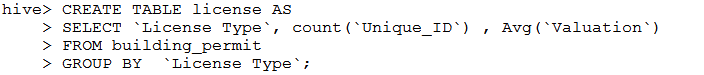 hive> CREATE TABLE license AS
    > SELECT `License Type`, count(`Unique_ID`) , Avg(`Valuation`)
    > FROM building_permit
    > GROUP BY  `License Type`;